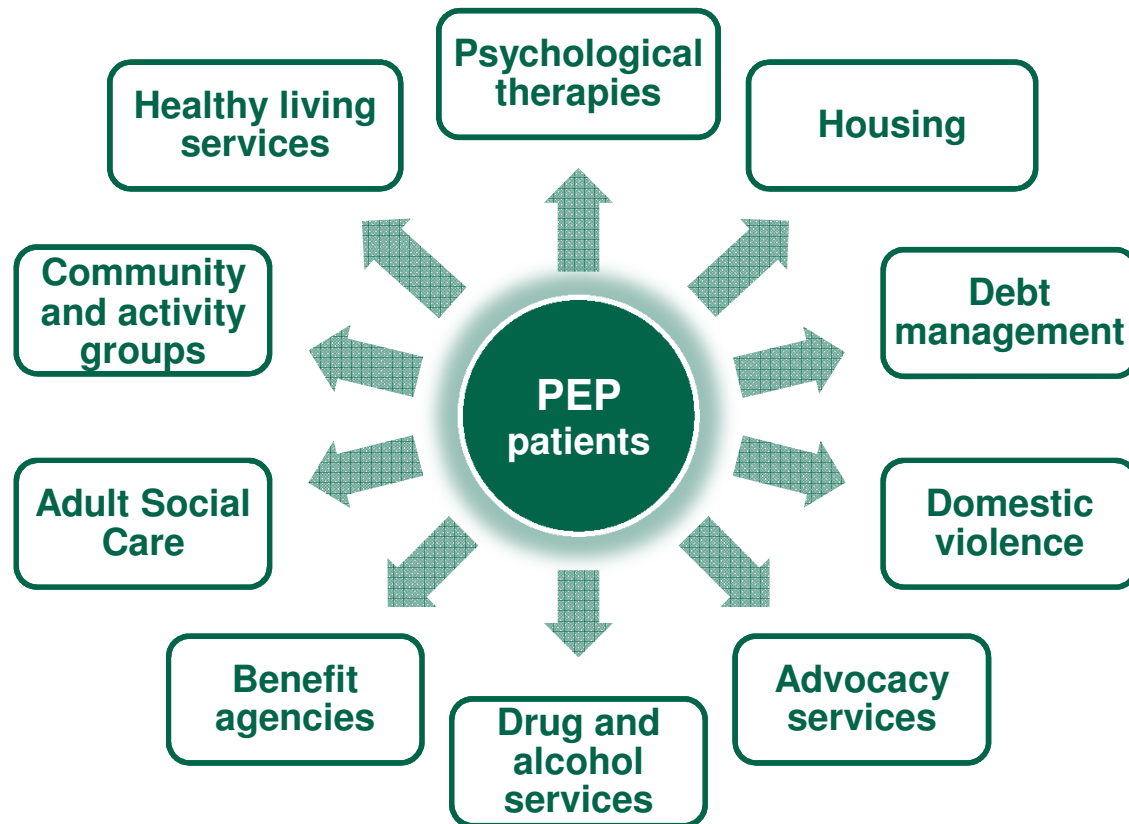 Psychological
therapies
Housing
Debt
management
Domestic
violence
Advocacy
services
Drug and
alcohol
services
Benefit
agencies
Adult Social
Care
Community
and activity
groups
Healthy living
services
PEP
patients